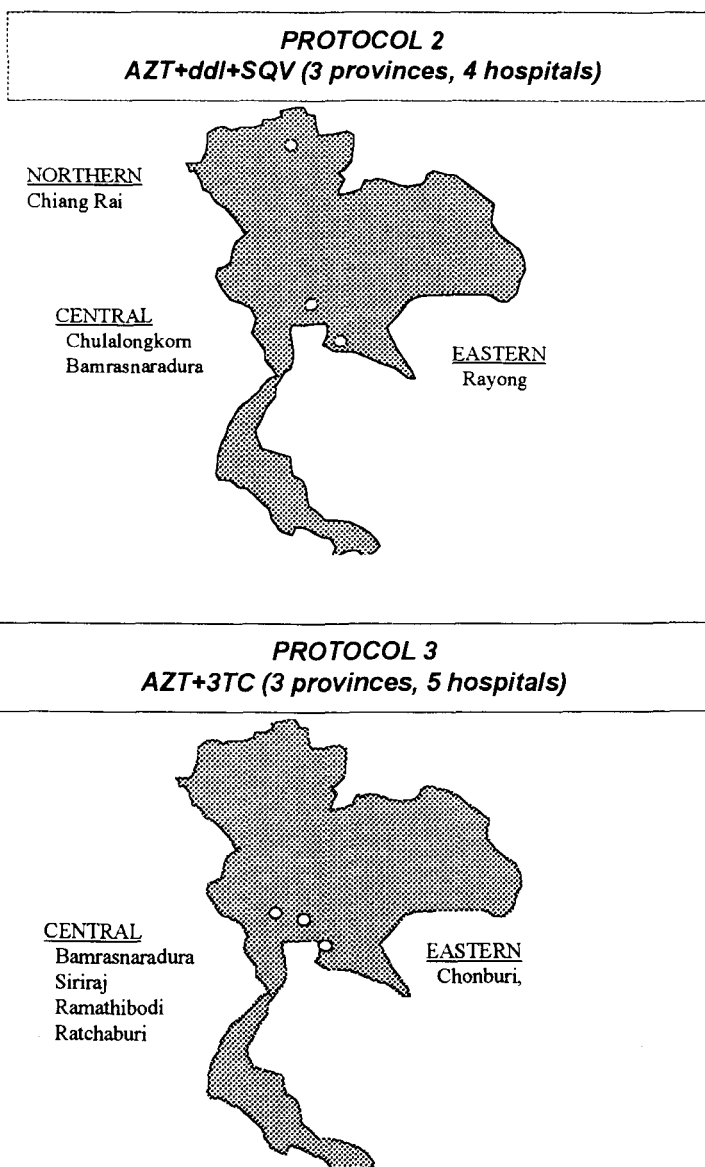 PROTOCOL 2
AZT+ddI+SQV (3 provinces, 4 hospitals)
NORTHERN
Chiang Rai
CENTRAL
Chulalongkorn
Bamrasnaradura
EASTERN
Rayong
PROTOCOL 3
AZT+3TC (3 provinces, 5 hospitals)
CENTRAL
Bamrasnaradura
Siriraj
Ramathibodi
Ratchaburi
EASTERN
Chonburi,